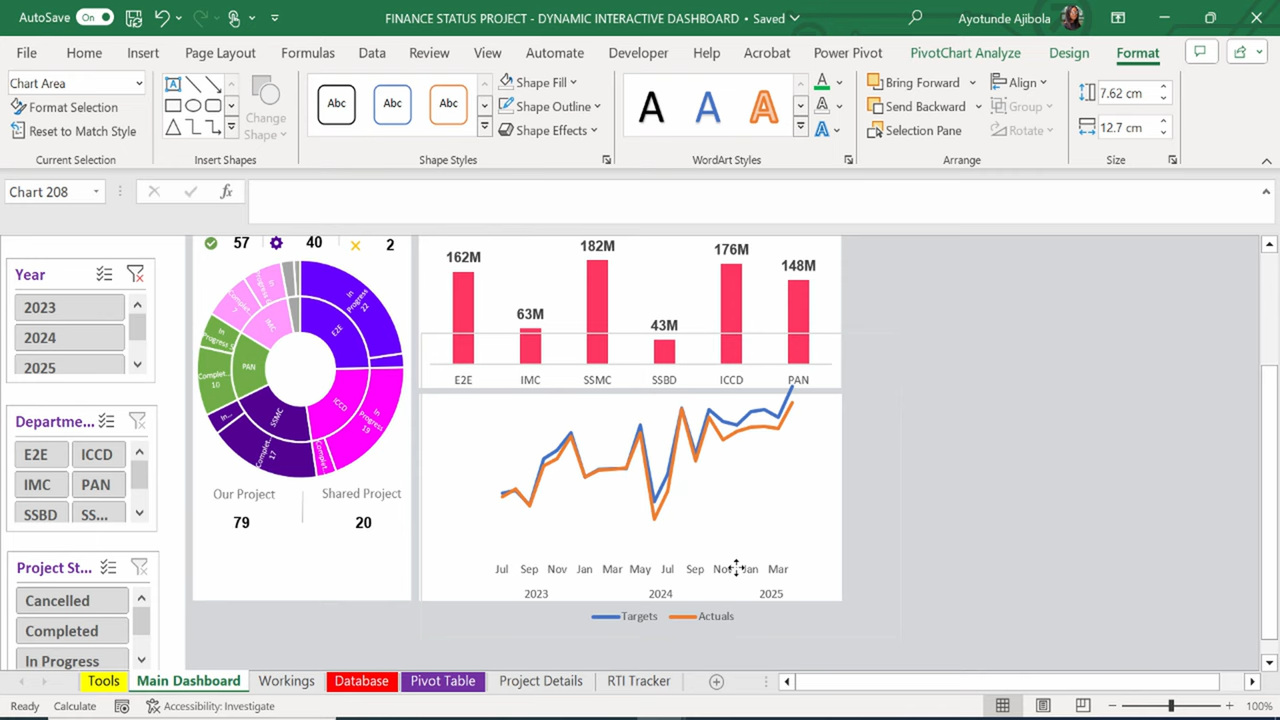 AutoSave On
FINANCE STATUS PROJECT - DYNAMIC INTERACTIVE DASHBOARD • Saved
Ayotunde Ajibola
File Home Insert Page Layout Formulas Data Review View Automate Developer Help Acrobat Power Pivot PivotChart Analyze Design Format
Chart Area
Format Selection
Reset to Match Style
Current Selection
Change
Shape
Insert Shapes
Abc Abc Abc
Shape Fill
Shape Outline
Shape Effects
Shape Styles
A A A
WordArt Styles
Bring Forward
Send Backward
Selection Pane
Align
Group
Rotate
Arrange
7.62 cm
12.7 cm
Size
Chart 208
fx
Year
2023
2024
2025
Departme...
E2E ICCD
IMC PAN
SSBD SS...
Project St...
Cancelled
Completed
In Progress
57 40 2
E2E
In Progress 22
ICCD
In Progress 19
Complet...
SSMC
Complet... 17
In...
PAN
Complet... 10
In Progress
IMC
Complet... 7
In Progress
Our Project Shared Project
79 20
162M 63M 182M 43M 176M 148M
E2E IMC SSMC SSBD ICCD PAN
Jul Sep Nov Jan Mar May Jul Sep Nov Jan Mar
2023 2024 2025
Targets Actuals
Tools Main Dashboard Workings Database Pivot Table Project Details RTI Tracker
Ready Calculate Accessibility: Investigate
100%